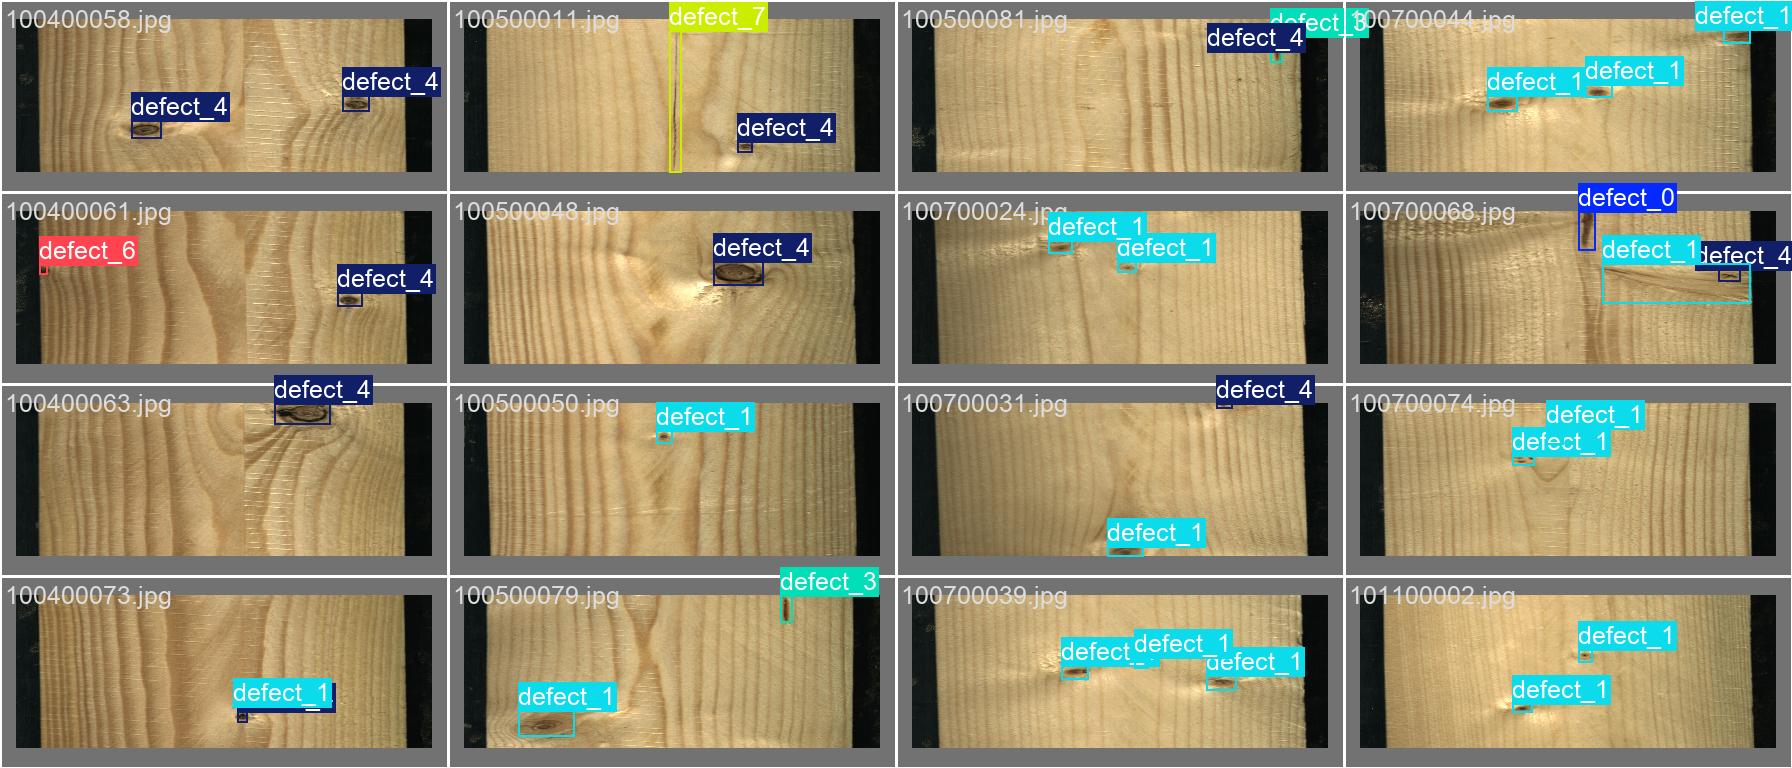 100400058.jpg
defect_4
defect_4
100500011.jpg
defect_7
defect_4
100500081.jpg
defect_3
defect_4
100700044.jpg
defect_1
defect_1
defect_1
100400061.jpg
defect_6
defect_4
100500048.jpg
defect_4
100700024.jpg
defect_1
defect_1
100700068.jpg
defect_0
defect_1
defect_4
100400063.jpg
defect_4
100500050.jpg
defect_1
100700031.jpg
defect_4
defect_1
100700074.jpg
defect_1
defect_1
100400073.jpg
defect_1
100500079.jpg
defect_3
defect_1
100700039.jpg
defect_1
defect_1
defect_1
101100002.jpg
defect_1
defect_1